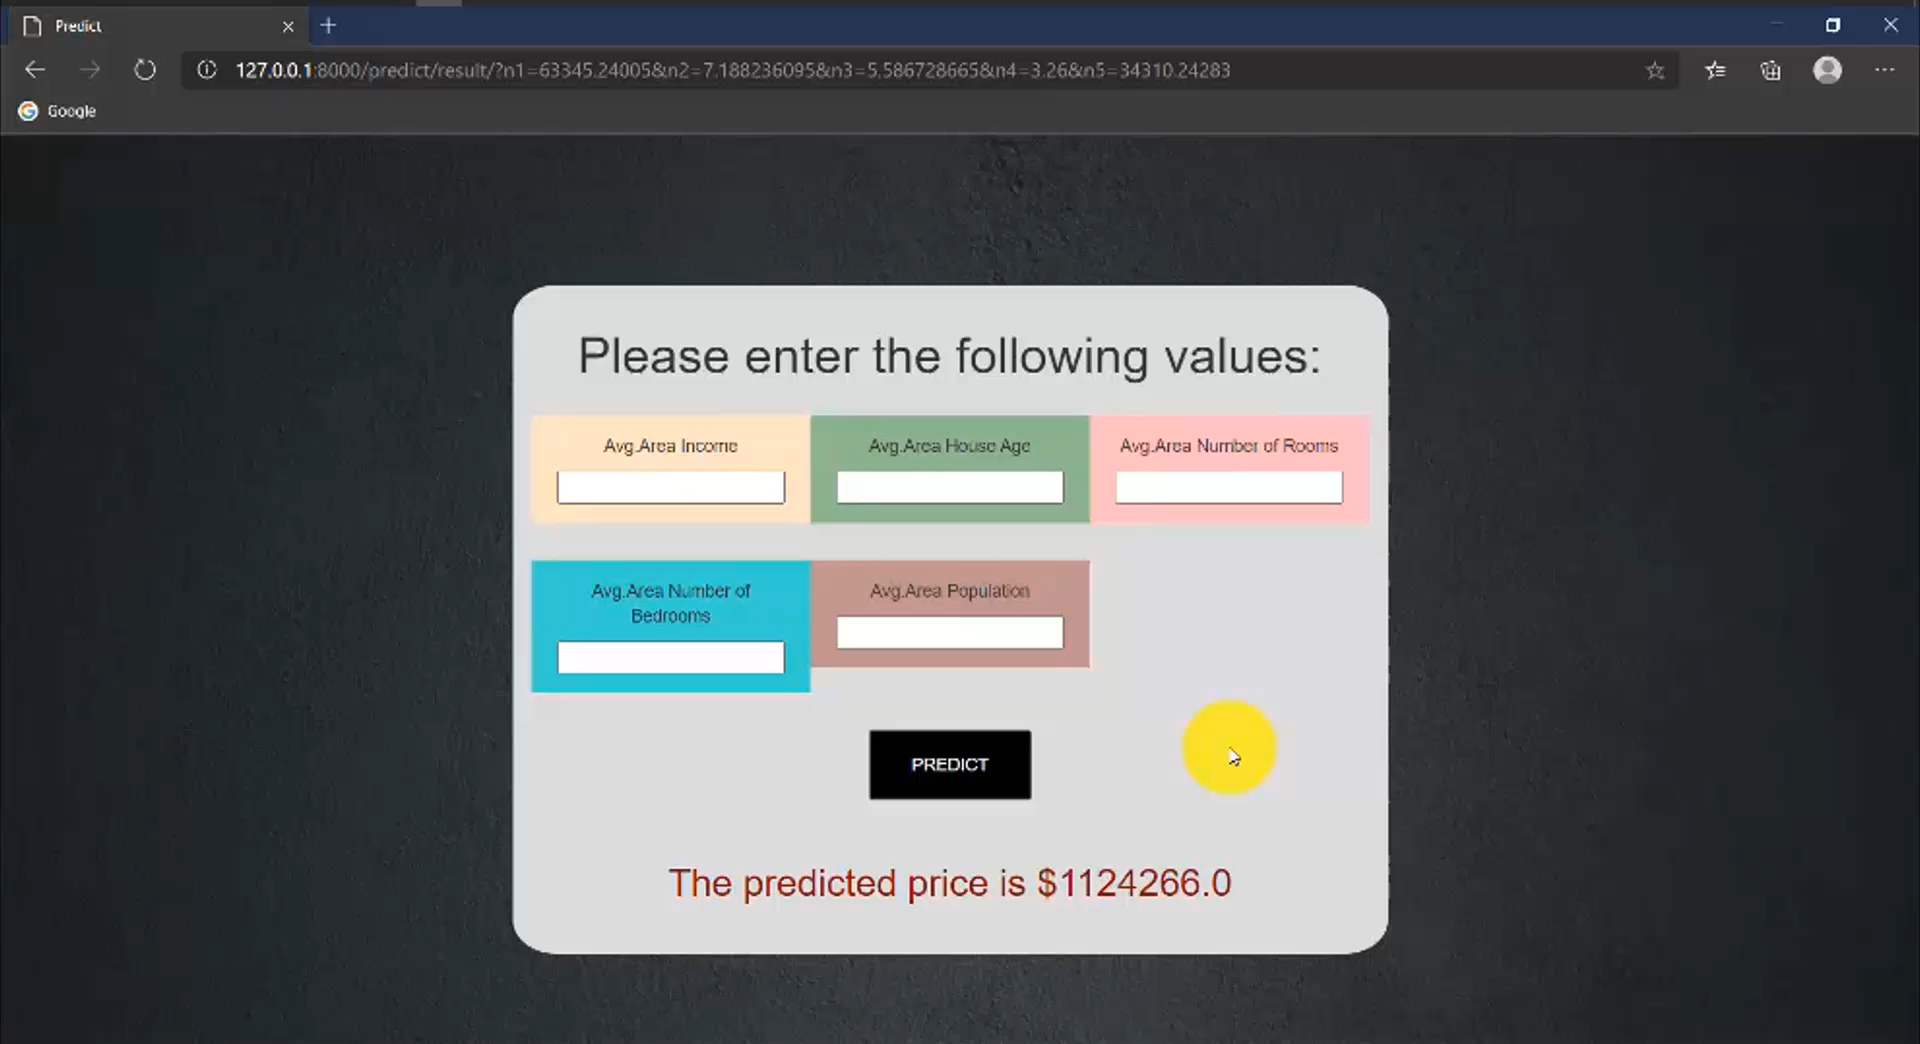 Predict
127.0.0.1:8000/predict/result/?n1=63345.24005&n2=7.188236095&n3=5.586728665&n4=3.26&n5=34310.24283
Google
Please enter the following values:
Avg.Area Income
Avg.Area House Age
Avg.Area Number of Rooms
Avg.Area Number of
Bedrooms
Avg.Area Population
PREDICT
The predicted price is $1124266.0